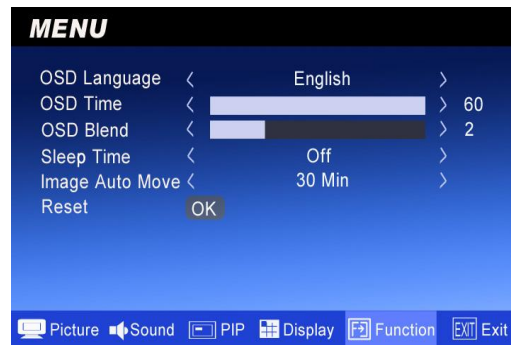 MENU
OSD Language < English >
OSD Time < > 60
OSD Blend < > 2
Sleep Time < Off >
Image Auto Move < 30 Min >
Reset OK
Picture Sound PIP Display F Function EXIT Exit